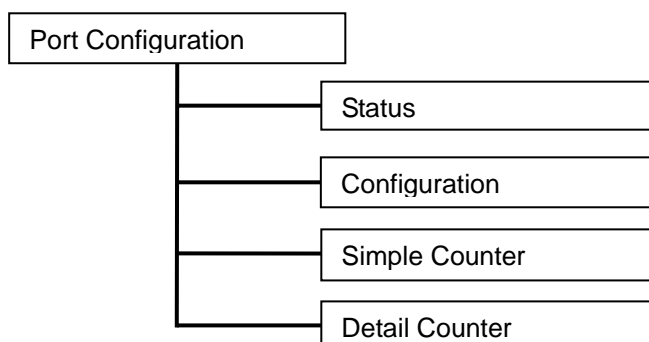 Port Configuration
Status
Configuration
Simple Counter
Detail Counter